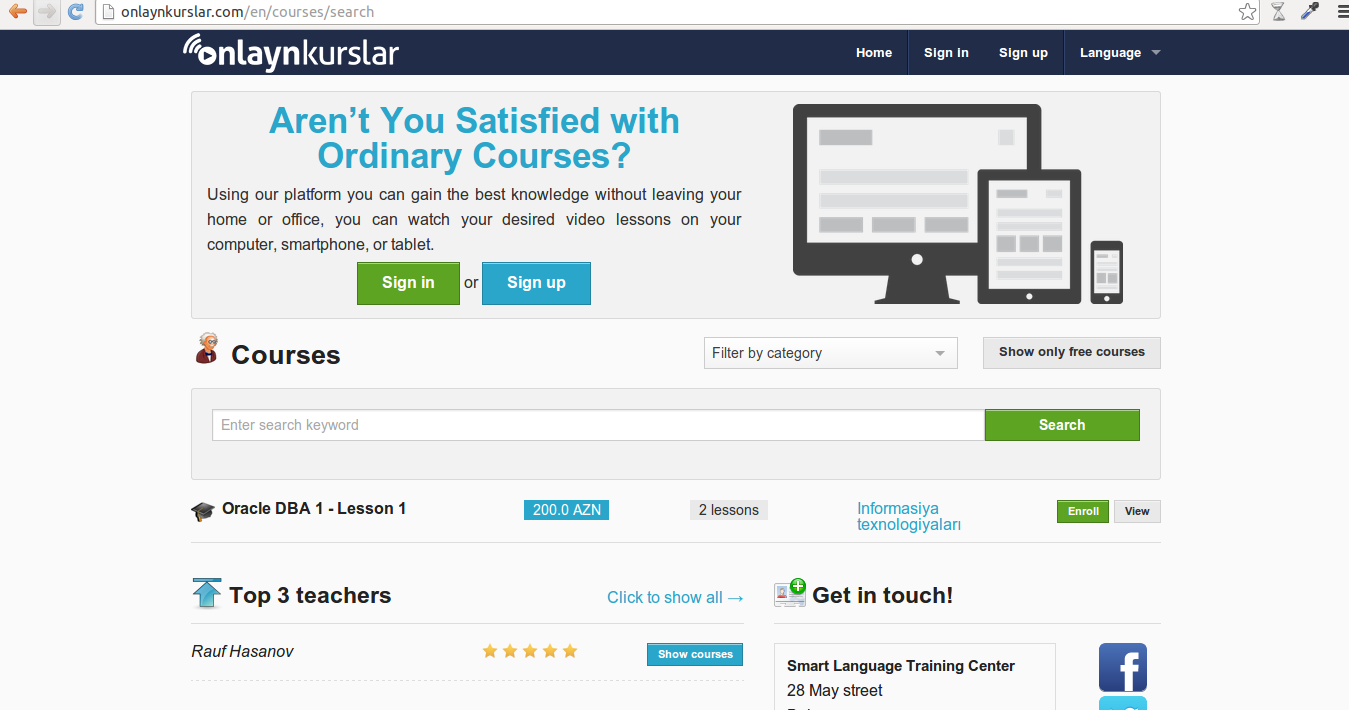 onlaynkurslar.com/en/courses/search
onlaynkurslar
Home
Sign in
Sign up
Language
Aren’t You Satisfied with
Ordinary Courses?
Using our platform you can gain the best knowledge without leaving your
home or office, you can watch your desired video lessons on your
computer, smartphone, or tablet.
Sign in or Sign up
Courses
Filter by category
Show only free courses
Enter search keyword
Search
Oracle DBA 1 - Lesson 1
200.0 AZN
2 lessons
Informasiya
texnologiyaları
Enroll
View
Top 3 teachers
Click to show all →
Rauf Hasanov
Show courses
Get in touch!
Smart Language Training Center
28 May street